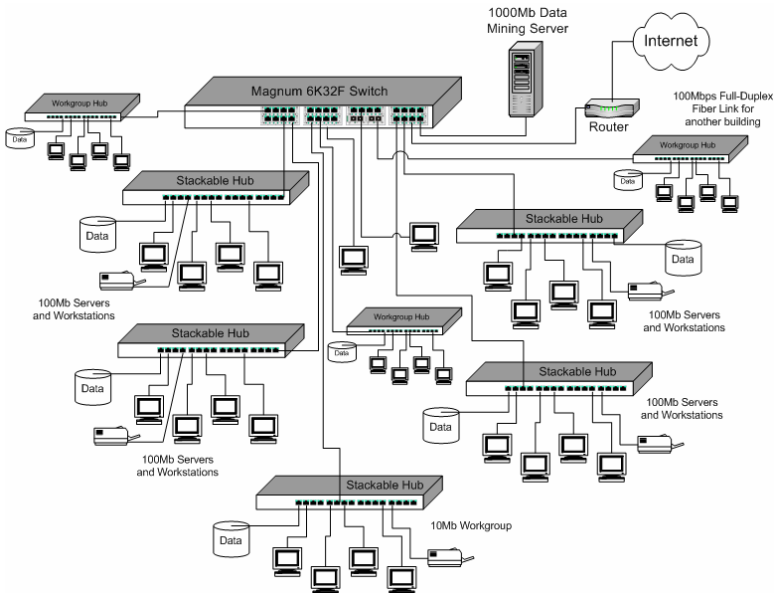 1000Mb Data
Mining Server
Internet
Magnum 6K32F Switch
Workgroup Hub
Data
Router
100Mbps Full-Duplex
Fiber Link for
another building
Workgroup Hub
Data
Stackable Hub
Data
100Mb Servers
and Workstations
Stackable Hub
Data
100Mb Servers
and Workstations
Workgroup Hub
Data
Stackable Hub
Data
100Mb Servers
and Workstations
Stackable Hub
Data
100Mb Servers
and Workstations
Stackable Hub
Data
10Mb Workgroup